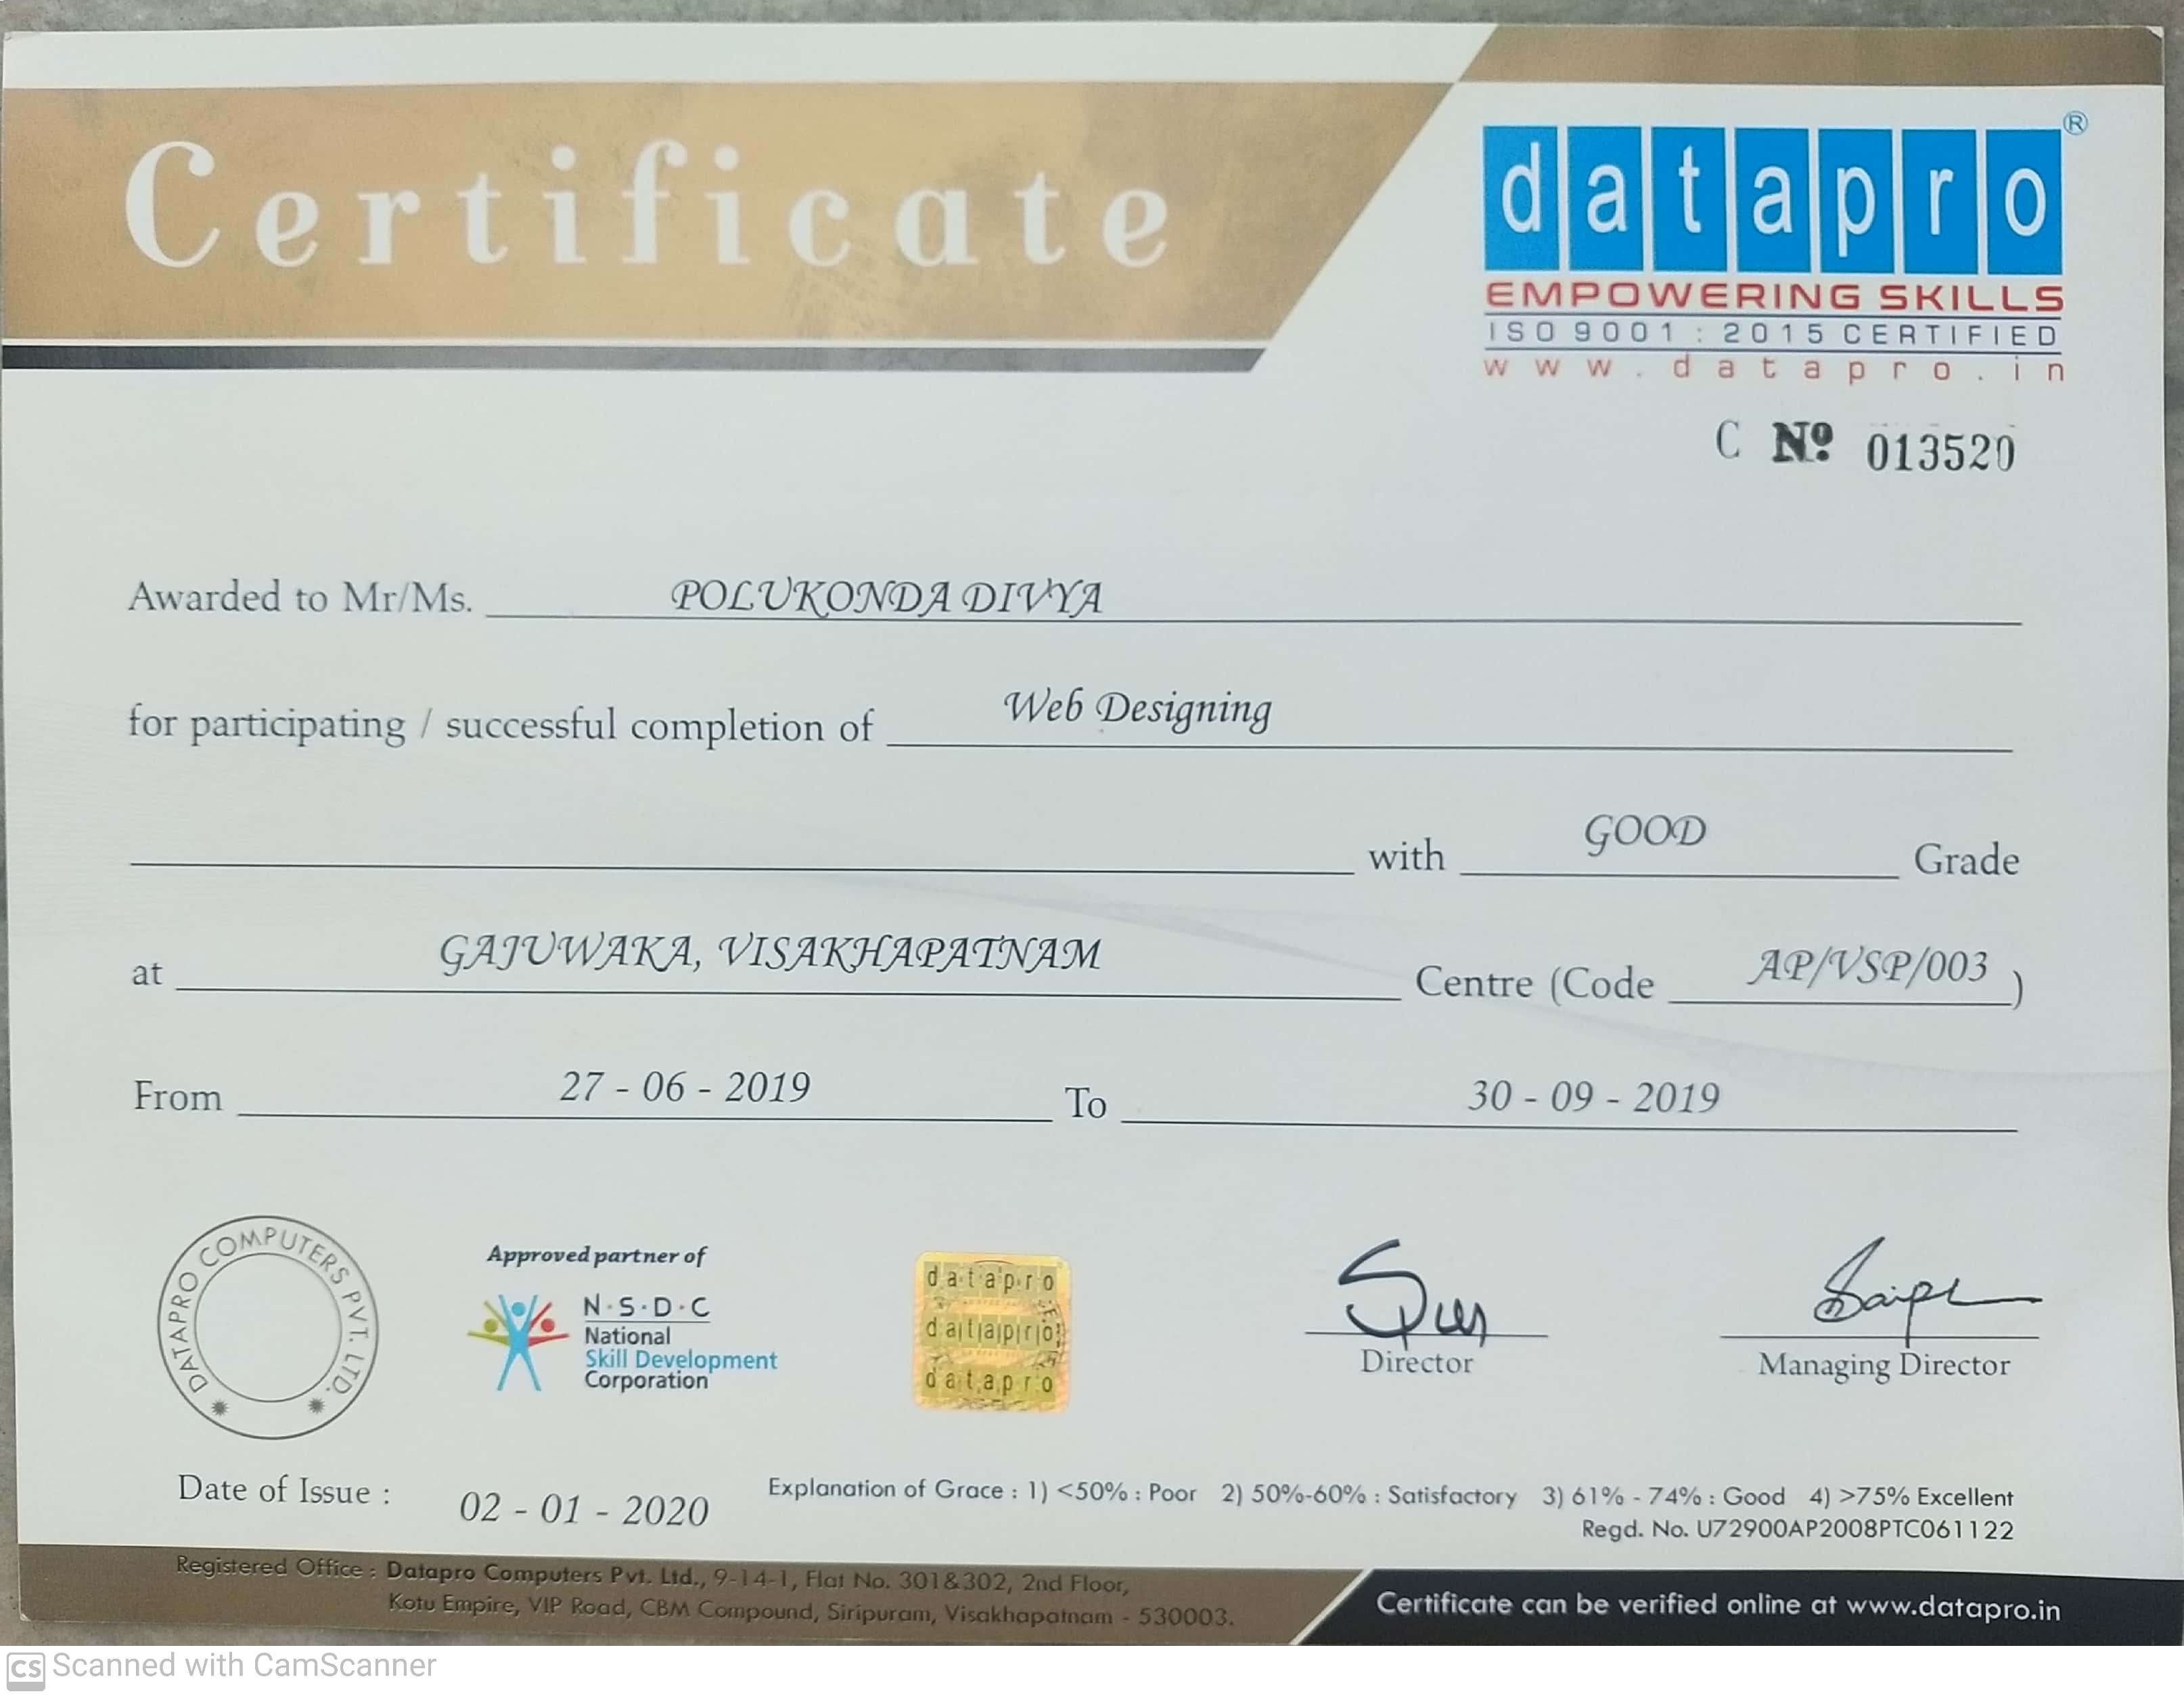 Certificate
datapro®
EMPOWERING SKILLS
ISO 9001 : 2015 CERTIFIED
www.datapro.in
C Nº 013520
Awarded to Mr/Ms. POLUKONDA DIVYA
for participating / successful completion of Web Designing
with GOOD Grade
at GAJUWAKA, VISAKHAPATNAM Centre (Code AP/VSP/003 )
From 27 - 06 - 2019 To 30 - 09 - 2019
DATAPRO COMPUTERS PVT. LTD.
Approved partner of
N·S·D·C
National
Skill Development
Corporation
datapro
datapro
datapro
Director
Managing Director
Date of Issue : 02 - 01 - 2020
Explanation of Grace : 1) <50% : Poor 2) 50%-60% : Satisfactory 3) 61% - 74% : Good 4) >75% Excellent
Regd. No. U72900AP2008PTC061122
Registered Office : Datapro Computers Pvt. Ltd., 9-14-1, Flat No. 301&302, 2nd Floor,
Kotu Empire, VIP Road, CBM Compound, Siripuram, Visakhapatnam - 530003.
Certificate can be verified online at www.datapro.in
CS Scanned with CamScanner